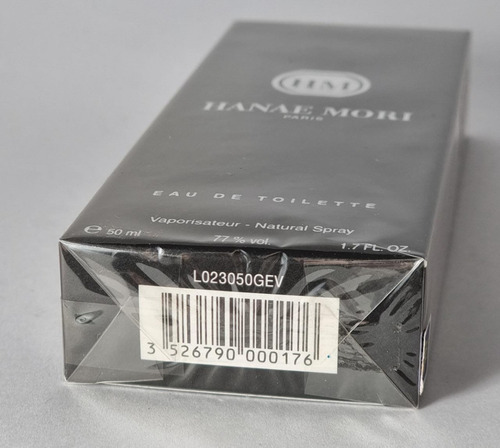 HM
HANAE MORI
PARIS
EAU DE TOILETTE
Vaporisateur - Natural Spray
e 50 ml 77 % vol. 1.7 FL. OZ.
L023050GEV
3 526790 000176